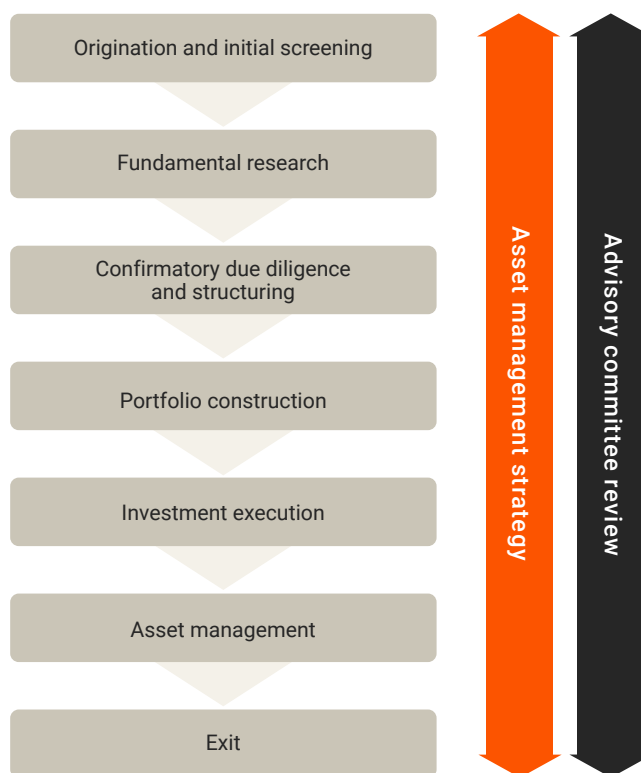 Origination and initial screening
Fundamental research
Confirmatory due diligence
and structuring
Portfolio construction
Investment execution
Asset management
Exit
Asset management strategy
Advisory committee review